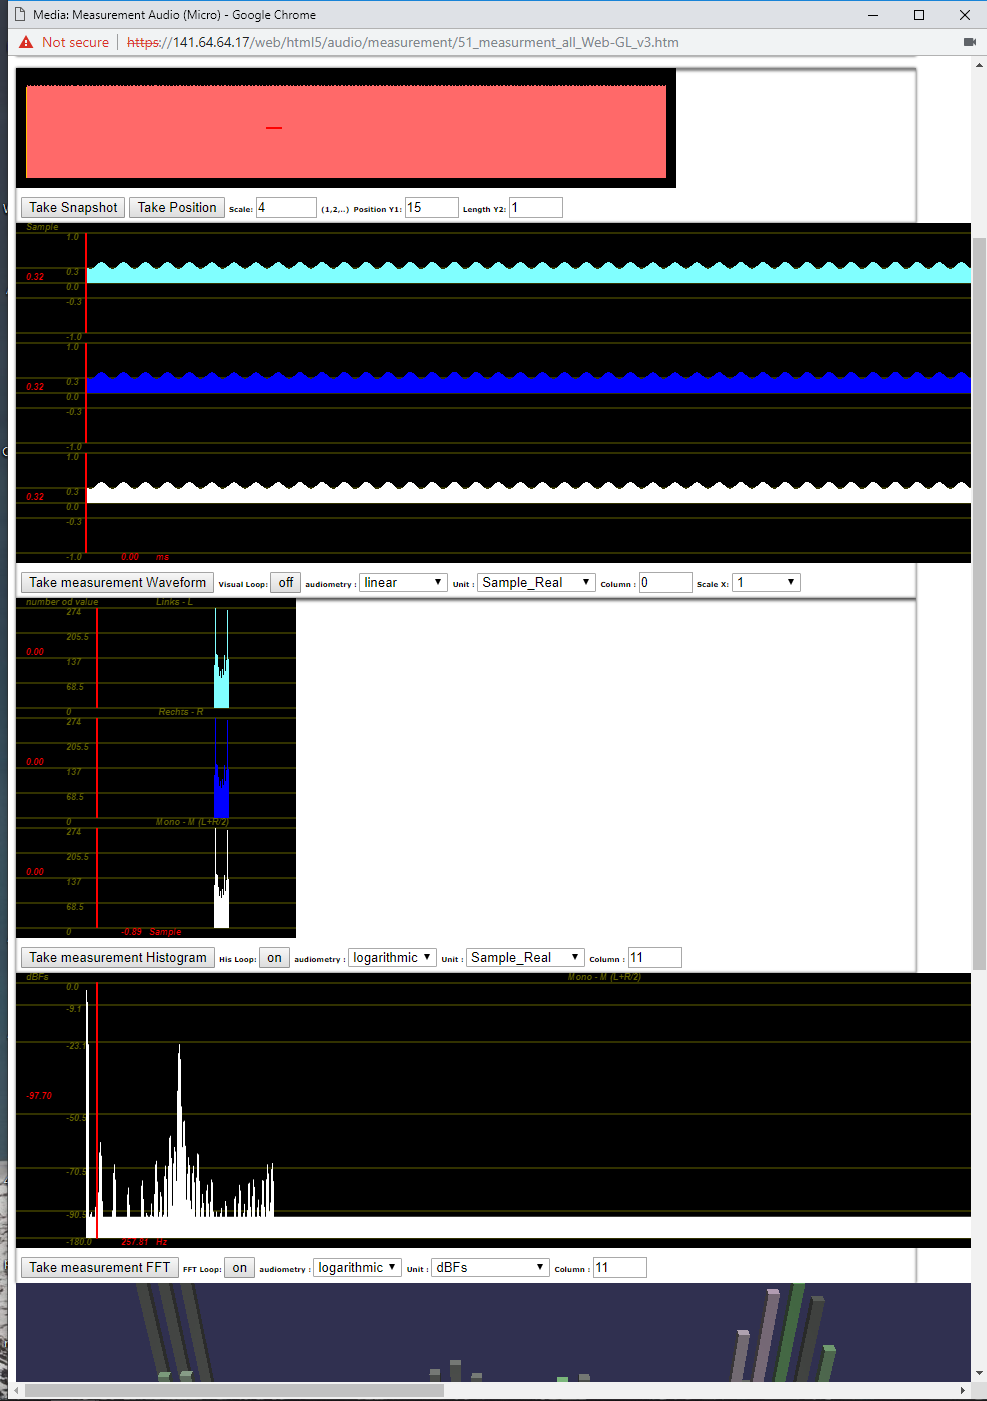 Media: Measurement Audio (Micro) - Google Chrome
Not secure | https://141.64.64.17/web/html5/audio/measurement/51_measurment_all_Web-GL_v3.htm
Take Snapshot Take Position Scale: 4 (1,2,..) Position Y1: 15 Length Y2: 1
Sample
1.0
0.3
0.32
0.0
-0.3
-1.0
1.0
0.3
0.32
0.0
-0.3
-1.0
1.0
0.3
0.32
0.0
-0.3
-1.0 0.00 ms
Take measurement Waveform Visual Loop: off audiometry : linear Unit : Sample_Real Column : 0 Scale X: 1
number od value Links - L
274
205.5
0.00
137
68.5
0 Rechts - R
274
205.5
0.00
137
68.5
0 Mono - M (L+R/2)
274
205.5
0.00
137
68.5
0 -0.89 Sample
Take measurement Histogram His Loop: on audiometry : logarithmic Unit : Sample_Real Column : 11
dBFs Mono - M (L+R/2)
0.0
-9.1
-23.1
-97.70
-50.5
-70.5
-90.5
-180.0 257.81 Hz
Take measurement FFT FFT Loop: on audiometry : logarithmic Unit : dBFs Column : 11